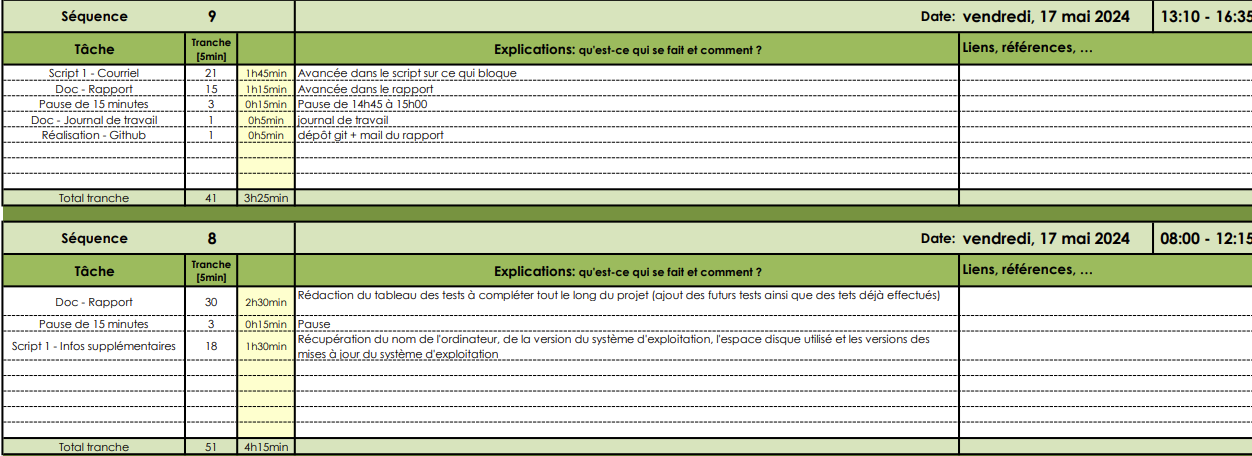 Séquence 9 Date: vendredi, 17 mai 2024 13:10 - 16:35
Tâche Tranche [5min] Explications: qu'est-ce qui se fait et comment ? Liens, références, ...
Script 1 - Courriel 21 1h45min Avancée dans le script sur ce qui bloque
Doc - Rapport 15 1h15min Avancée dans le rapport
Pause de 15 minutes 3 0h15min Pause de 14h45 à 15h00
Doc - Journal de travail 1 0h5min journal de travail
Réalisation - Github 1 0h5min dépôt git + mail du rapport
Total tranche 41 3h25min
Séquence 8 Date: vendredi, 17 mai 2024 08:00 - 12:15
Tâche Tranche [5min] Explications: qu'est-ce qui se fait et comment ? Liens, références, ...
Doc - Rapport 30 2h30min Rédaction du tableau des tests à compléter tout le long du projet (ajout des futurs tests ainsi que des tets déjà effectués)
Pause de 15 minutes 3 0h15min Pause
Script 1 - Infos supplémentaires 18 1h30min Récupération du nom de l'ordinateur, de la version du système d'exploitation, l'espace disque utilisé et les versions des
mises à jour du système d'exploitation
Total tranche 51 4h15min